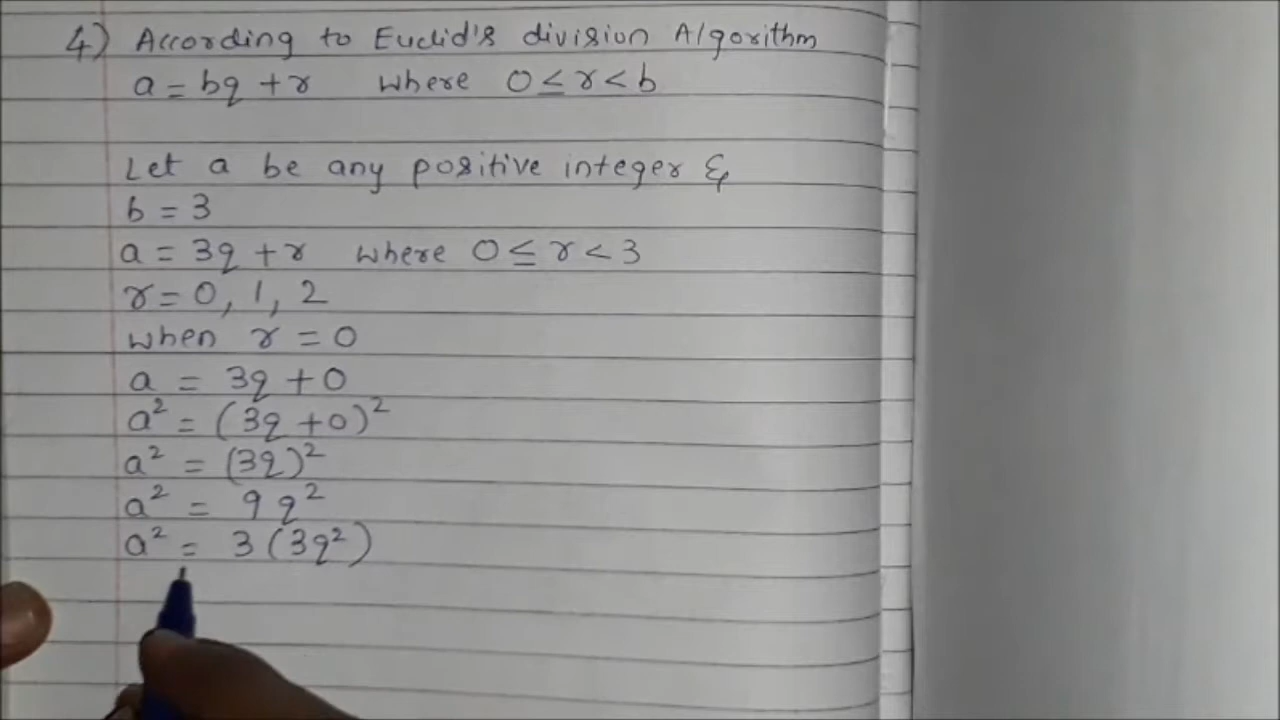 4) According to Euclid's division Algorithm
a = bq + r where 0 ≤ r < b
Let a be any positive integer &
b = 3
a = 3q + r where 0 ≤ r < 3
r = 0, 1, 2
when r = 0
a = 3q + 0
a² = (3q + 0)²
a² = (3q)²
a² = 9q²
a² = 3(3q²)